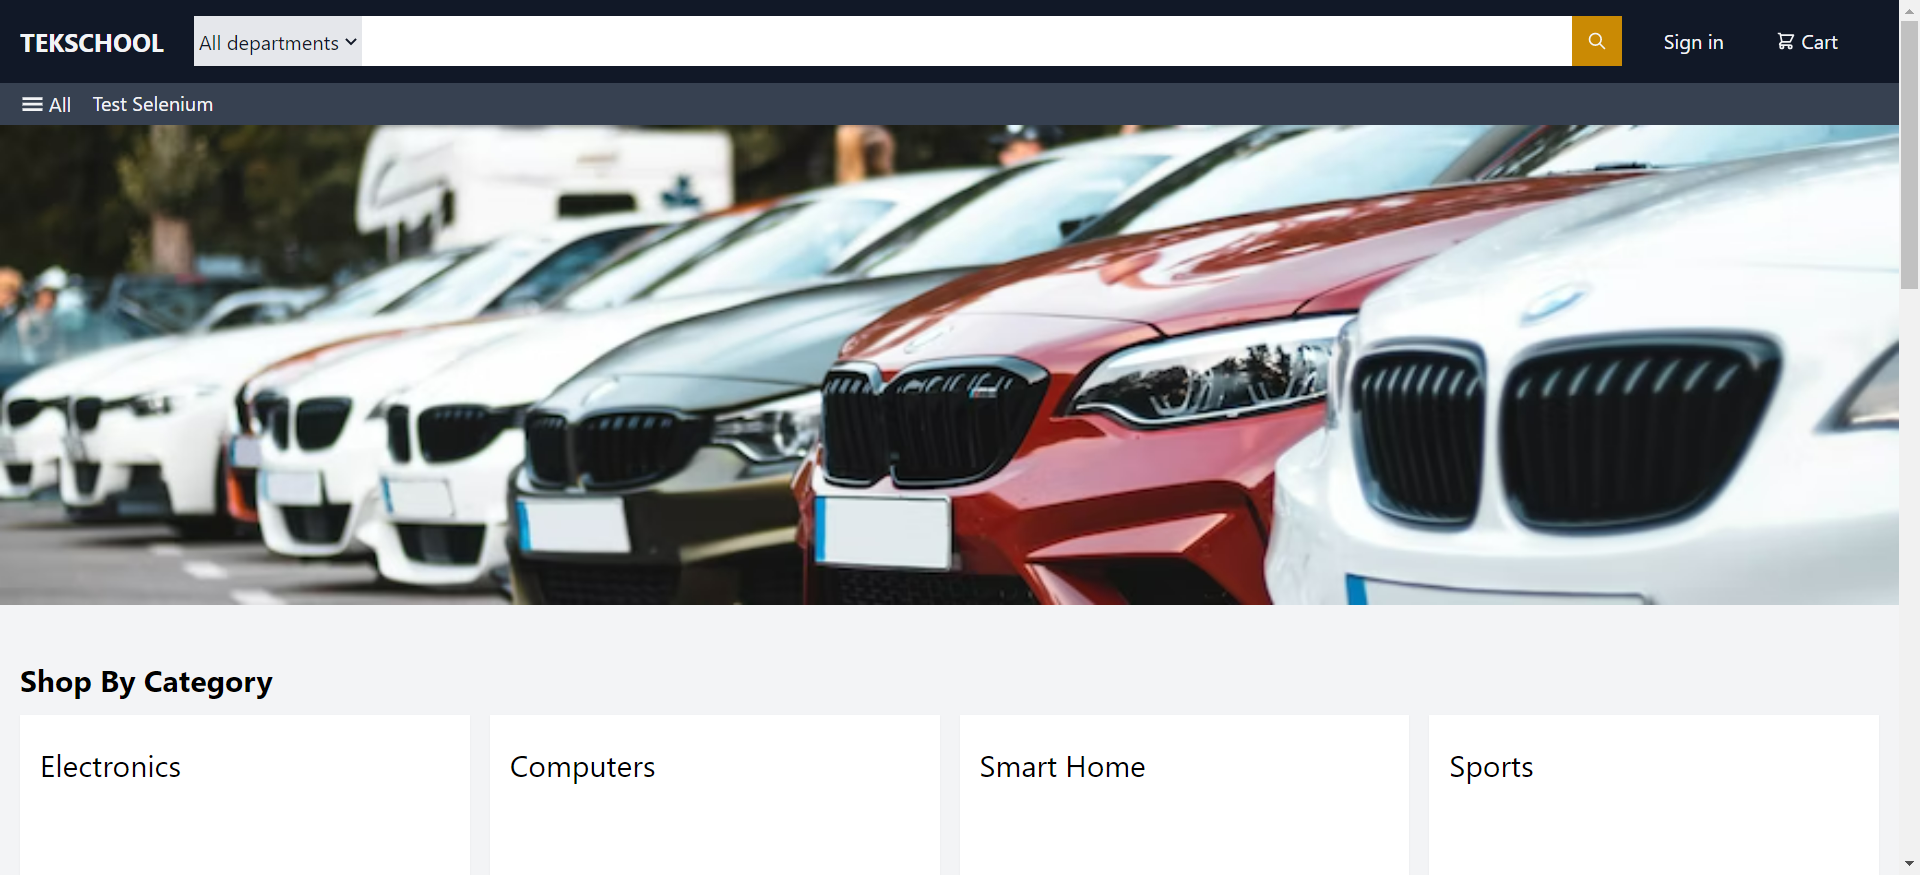 TEKSCHOOL All departments Sign in Cart
All Test Selenium
Shop By Category
Electronics Computers Smart Home Sports